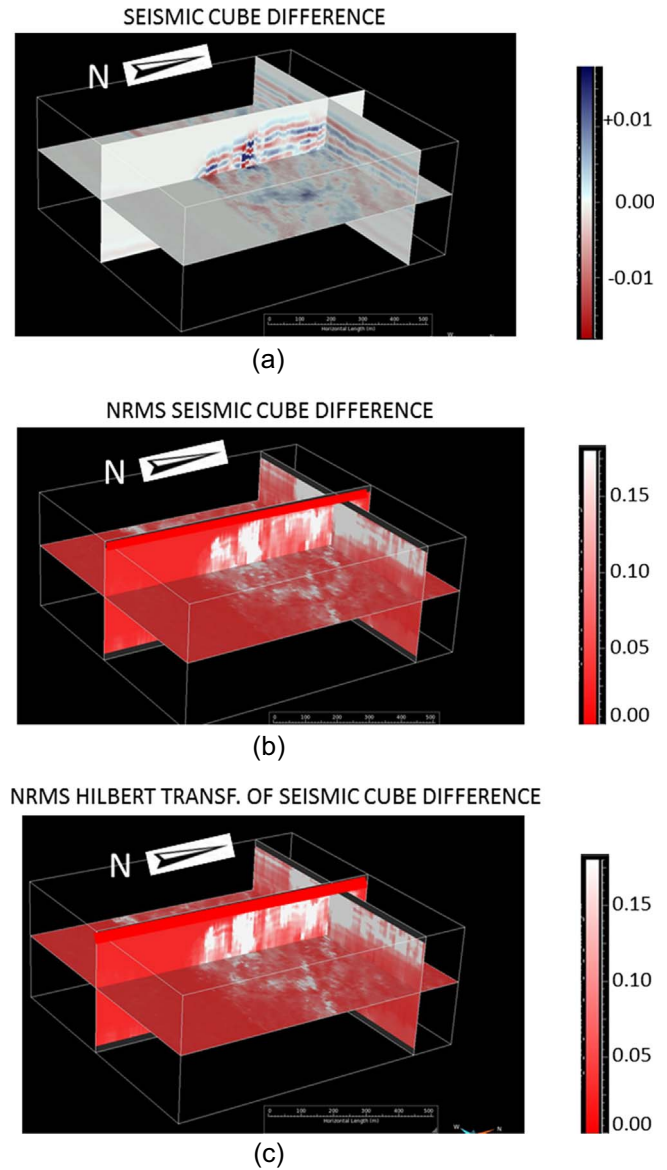 SEISMIC CUBE DIFFERENCE
N
+0.01
0.00
-0.01
0 100 200 300 400 500
Horizontal Length (m)
W N
(a)
NRMS SEISMIC CUBE DIFFERENCE
N
0.15
0.10
0.05
0.00
0 100 200 300 400 500
(b)
NRMS HILBERT TRANSF. OF SEISMIC CUBE DIFFERENCE
N
0.15
0.10
0.05
0.00
0 100 200 300 400 500
Horizontal Length (m)
W N
(c)